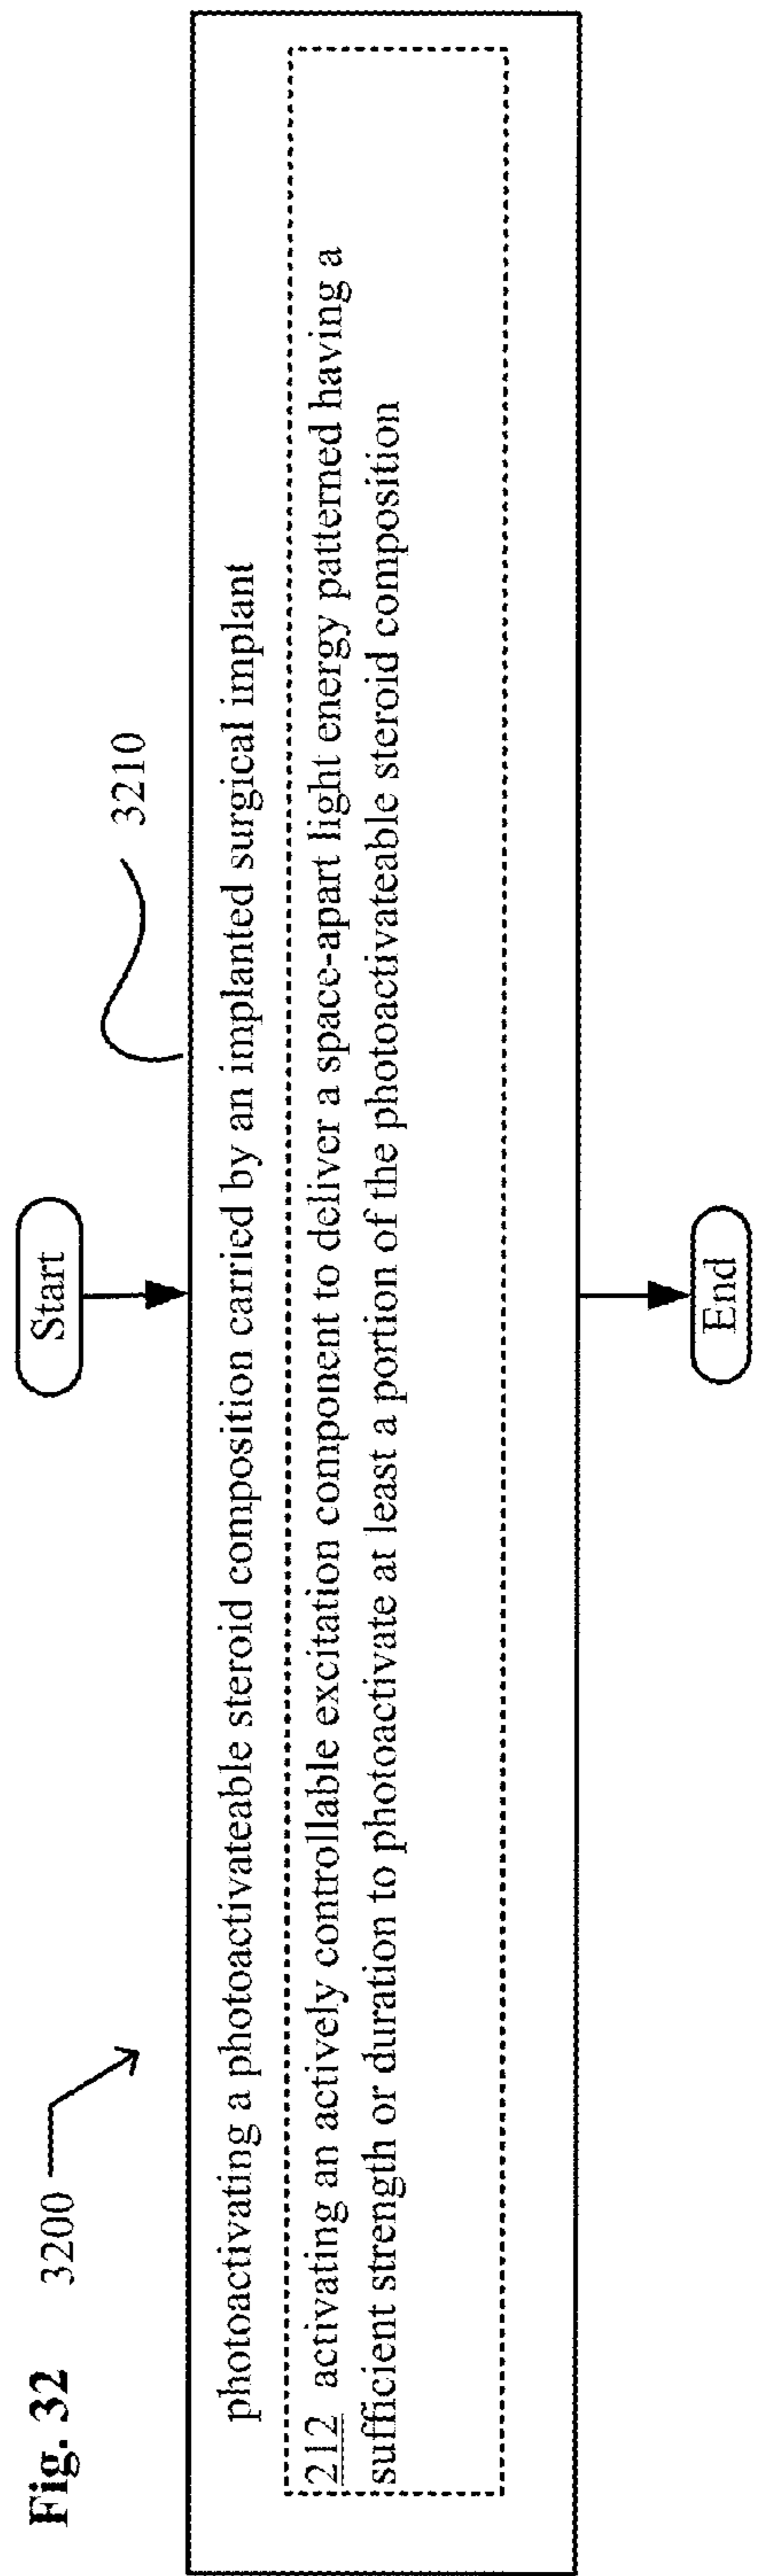 Fig. 32
3200
Start
3210
photoactivating a photoactivateable steroid composition carried by an implanted surgical implant
212 activating an actively controllable excitation component to deliver a space-apart light energy patterned having a
sufficient strength or duration to photoactivate at least a portion of the photoactivateable steroid composition
End